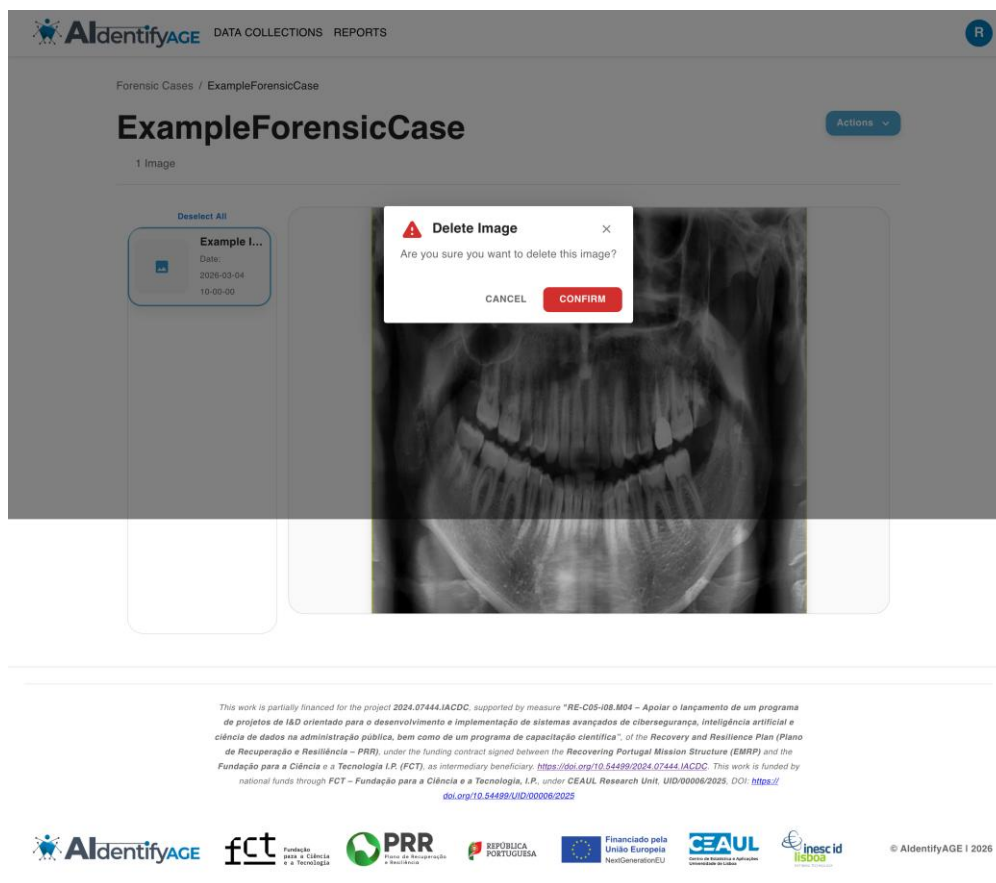 AIdentifyAGE DATA COLLECTIONS REPORTS R
Forensic Cases / ExampleForensicCase
ExampleForensicCase
Actions
1 Image
Deselect All
Example I...
Date:
2026-03-04
10-00-00
Delete Image
Are you sure you want to delete this image?
CANCEL CONFIRM
This work is partially financed for the project 2024.07444.IACDC, supported by measure "RE-C05-i08.M04 – Apoiar o lançamento de um programa
de projetos de I&D orientado para o desenvolvimento e implementação de sistemas avançados de cibersegurança, inteligência artificial e
ciência de dados na administração pública, bem como de um programa de capacitação científica", of the Recovery and Resilience Plan (Plano
de Recuperação e Resiliência – PRR), under the funding contract signed between the Recovering Portugal Mission Structure (EMRP) and the
Fundação para a Ciência e a Tecnologia I.P. (FCT), as intermediary beneficiary. https://doi.org/10.54499/2024.07444.IACDC. This work is funded by
national funds through FCT – Fundação para a Ciência e a Tecnologia, I.P., under CEAUL Research Unit, UID/00006/2025, DOI: https://
doi.org/10.54499/UID/00006/2025
AIdentifyAGE
fct Fundação
para a Ciência
e a Tecnologia
PRR
Plano de Recuperação
e Resiliência
REPÚBLICA
PORTUGUESA
Financiado pela
União Europeia
NextGenerationEU
CEAUL
Centro de Estatística e Aplicações
Universidade de Lisboa
inesc id
lisboa
© AIdentifyAGE | 2026